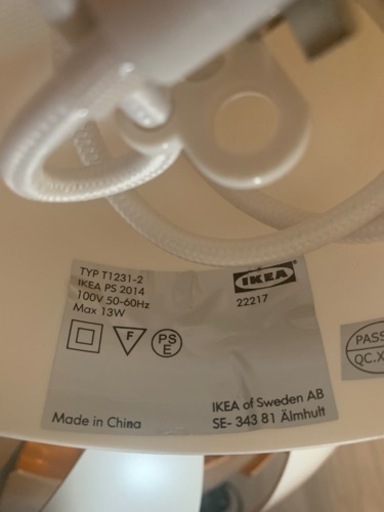 TYP T1231-2
IKEA PS 2014
100V 50-60Hz
Max 13W
IKEA
22217
F
PS
E
PASS
QC.X
IKEA of Sweden AB
SE- 343 81 Älmhult
Made in China